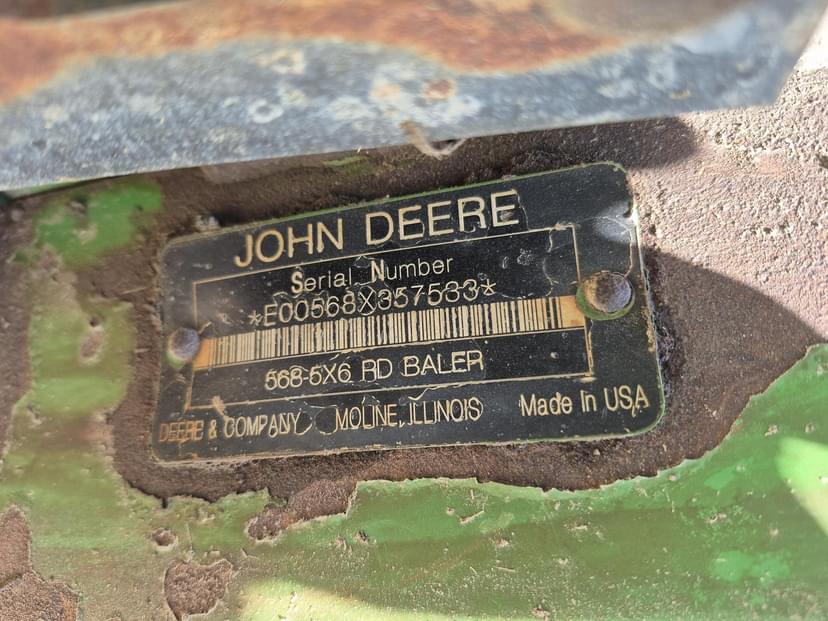 JOHN DEERE
Serial Number
*E00568X357533*
568-5X6 RD BALER
DEERE & COMPANY MOLINE, ILLINOIS Made in USA